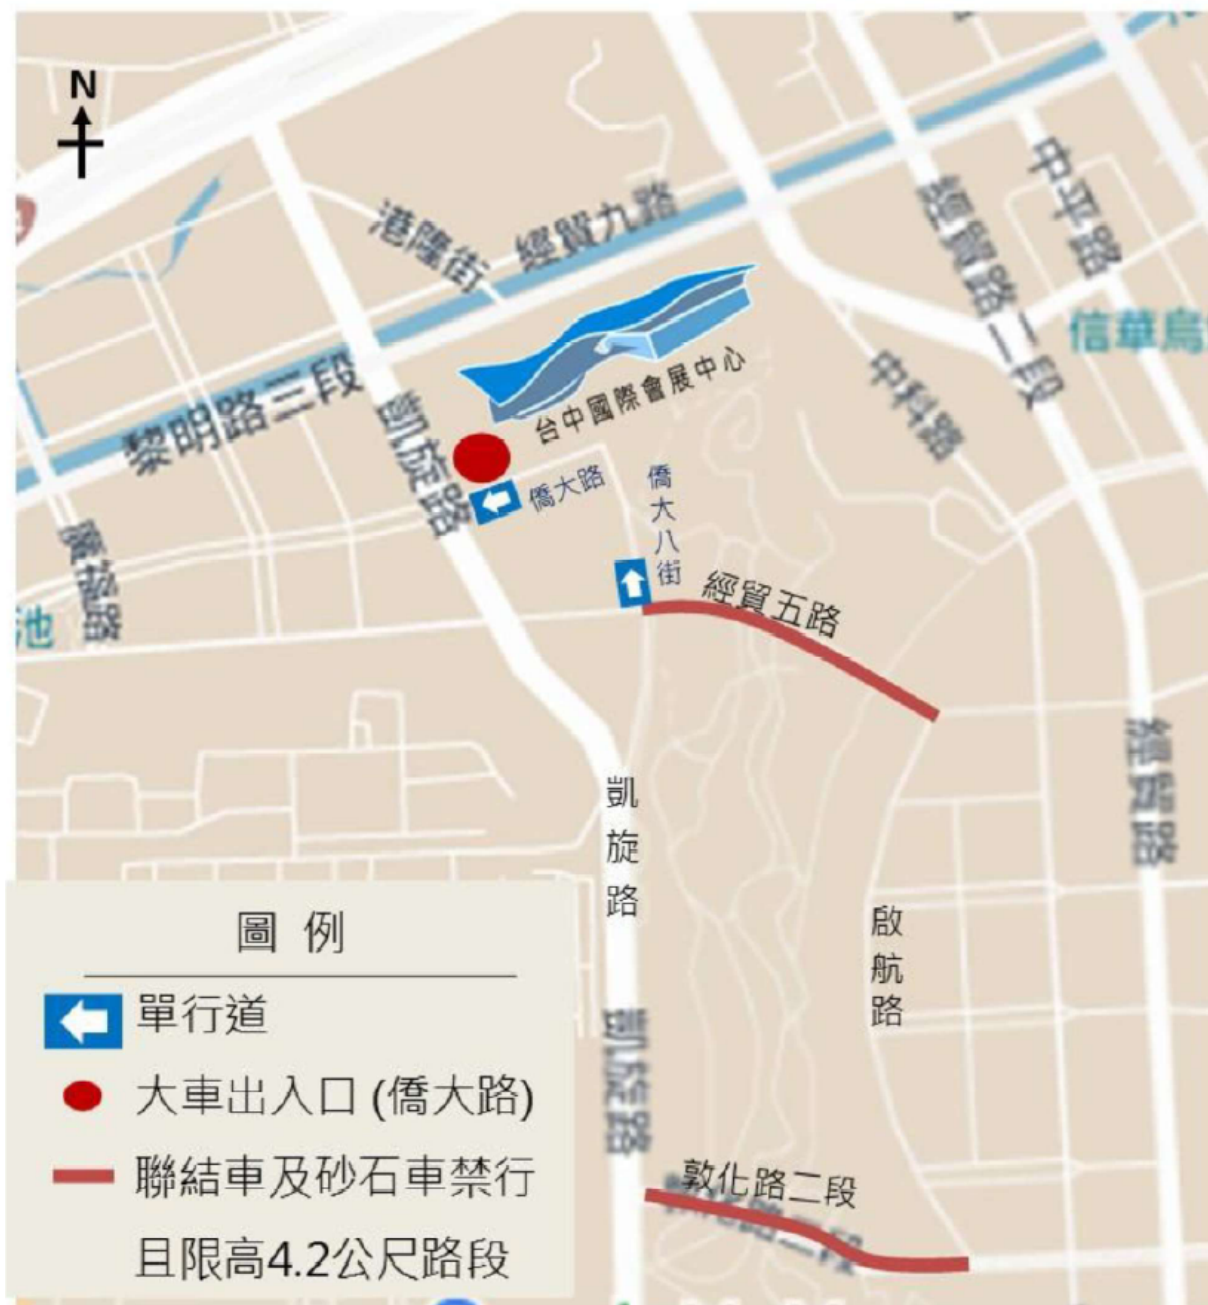 N
港隆街
經貿九路
經貿路二段
中平路
信華烏
台中國際會展中心
黎明路三段
凱旋路
中科路
僑大路
僑大八街
經貿五路
池
經貿路
凱旋路
啟航路
凱旋路
敦化路二段
圖例
單行道
大車出入口 (僑大路)
聯結車及砂石車禁行
且限高4.2公尺路段